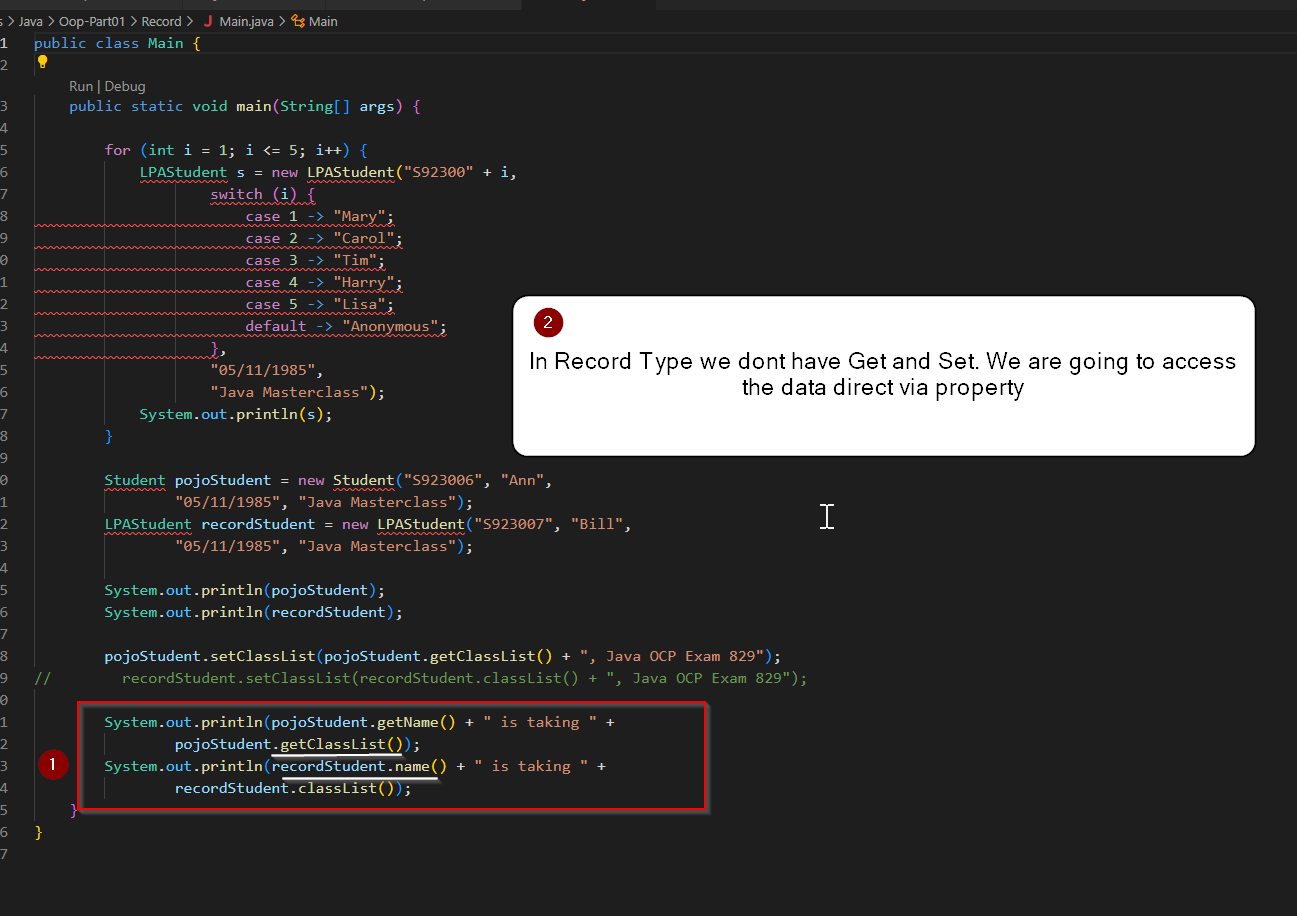 s > Java > Oop-Part01 > Record > J Main.java > Main
1 public class Main {
2
Run | Debug
3 public static void main(String[] args) {
4
5 for (int i = 1; i <= 5; i++) {
6 LPAStudent s = new LPAStudent("S92300" + i,
7 switch (i) {
8 case 1 -> "Mary";
9 case 2 -> "Carol";
0 case 3 -> "Tim";
1 case 4 -> "Harry";
2 case 5 -> "Lisa";
3 default -> "Anonymous";
4 },
5 "05/11/1985",
6 "Java Masterclass");
7 System.out.println(s);
8 }
9
0 Student pojoStudent = new Student("S923006", "Ann",
1 "05/11/1985", "Java Masterclass");
2 LPAStudent recordStudent = new LPAStudent("S923007", "Bill",
3 "05/11/1985", "Java Masterclass");
4
5 System.out.println(pojoStudent);
6 System.out.println(recordStudent);
7
8 pojoStudent.setClassList(pojoStudent.getClassList() + ", Java OCP Exam 829");
9 // recordStudent.setClassList(recordStudent.classList() + ", Java OCP Exam 829");
0
1 System.out.println(pojoStudent.getName() + " is taking " +
2 pojoStudent.getClassList());
3 System.out.println(recordStudent.name() + " is taking " +
4 recordStudent.classList());
5 }
6 }
7
1
2
In Record Type we dont have Get and Set. We are going to access
the data direct via property